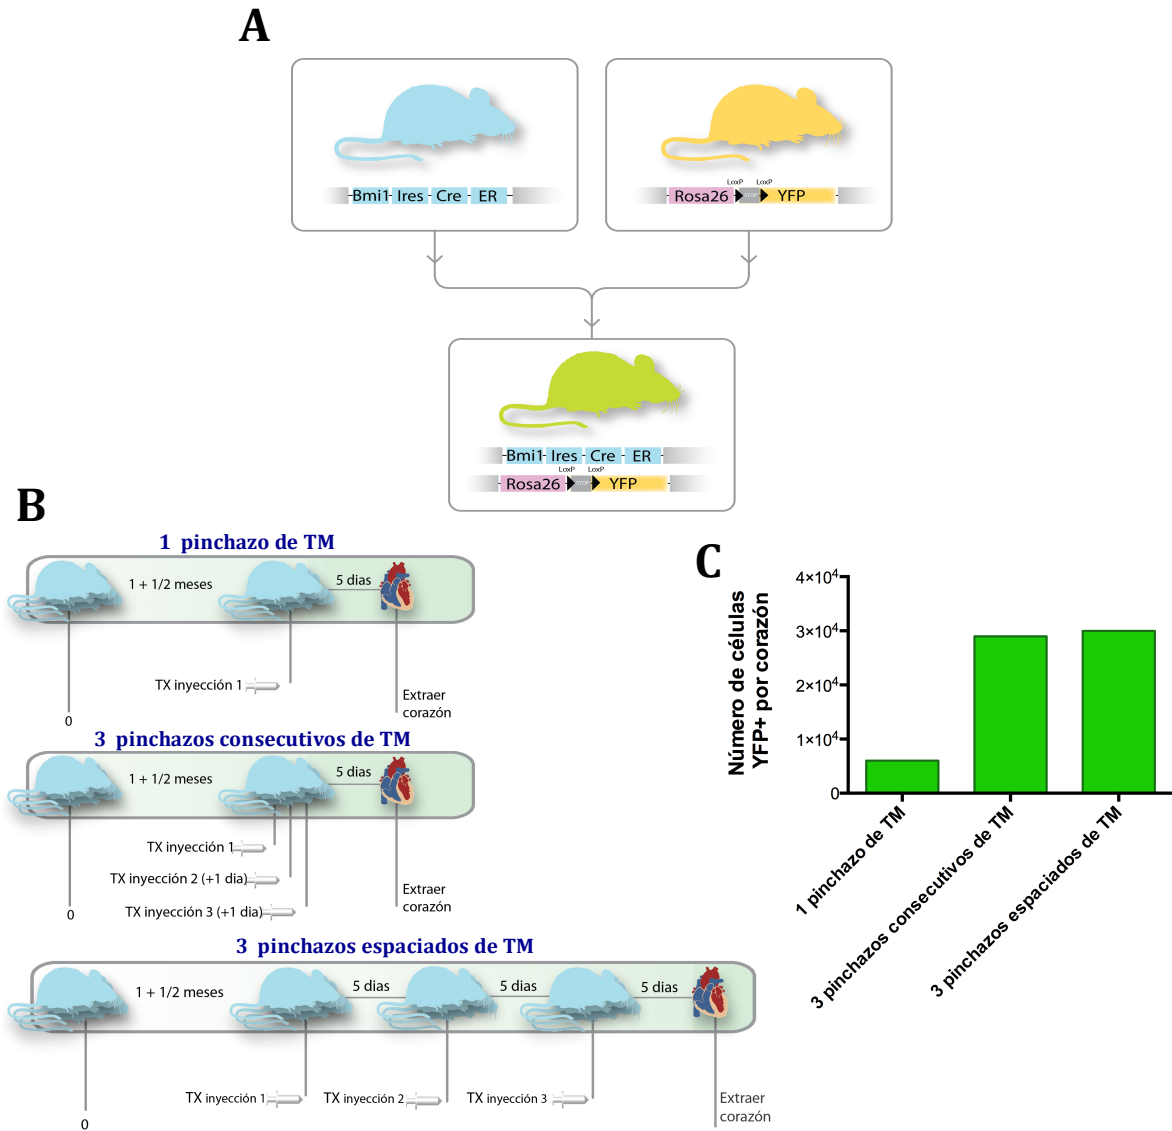 A
Bmi1 Ires Cre ER
LoxP LoxP
Rosa26 STOP YFP
Bmi1 Ires Cre ER
LoxP LoxP
Rosa26 STOP YFP
B
1 pinchazo de TM
1 + 1/2 meses
5 dias
TX inyección 1
Extraer
corazón
0
3 pinchazos consecutivos de TM
1 + 1/2 meses
5 dias
TX inyección 1
TX inyección 2 (+1 dia)
TX inyección 3 (+1 dia)
Extraer
corazón
0
3 pinchazos espaciados de TM
1 + 1/2 meses
5 dias
5 dias
5 dias
TX inyección 1
TX inyección 2
TX inyección 3
Extraer
corazón
0
C
Número de células
YFP+ por corazón
4×10⁴
3×10⁴
2×10⁴
1×10⁴
0
1 pinchazo de TM
3 pinchazos consecutivos de TM
3 pinchazos espaciados de TM